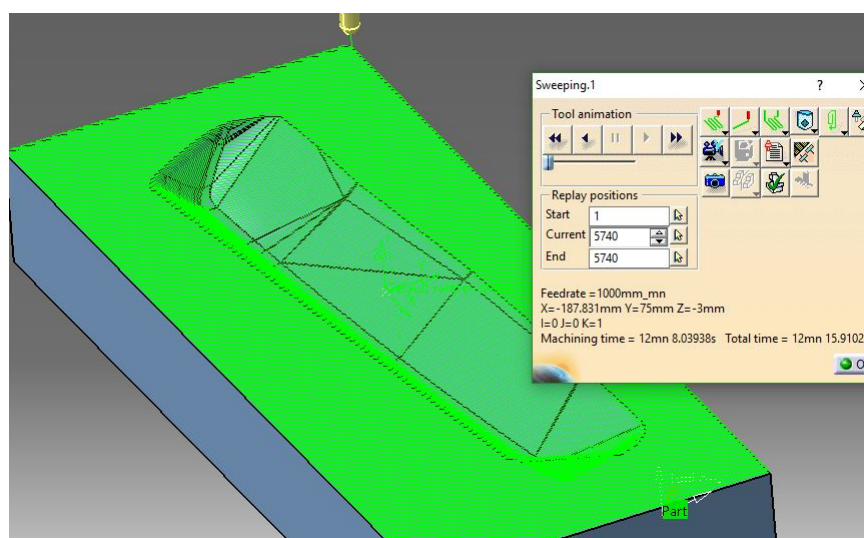 Sweeping.1
?
Tool animation
Replay positions
Start 1
Current 5740
End 5740
Feedrate =1000mm_mn
X=-187.831mm Y=75mm Z=-3mm
I=0 J=0 K=1
Machining time = 12mn 8.03938s Total time = 12mn 15.9102
O
Part